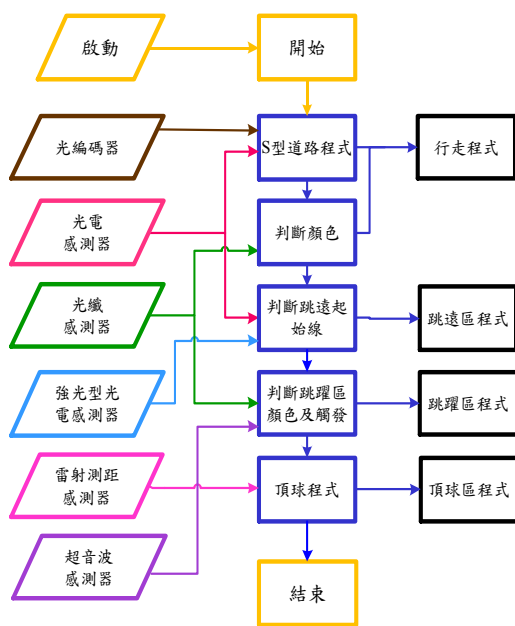 啟動
開始
光編碼器
S型道路程式
行走程式
光電
感測器
判斷顏色
光纖
感測器
判斷跳遠起
始線
跳遠區程式
強光型光
電感測器
判斷跳躍區
顏色及觸發
跳躍區程式
雷射測距
感測器
頂球程式
頂球區程式
超音波
感測器
結束